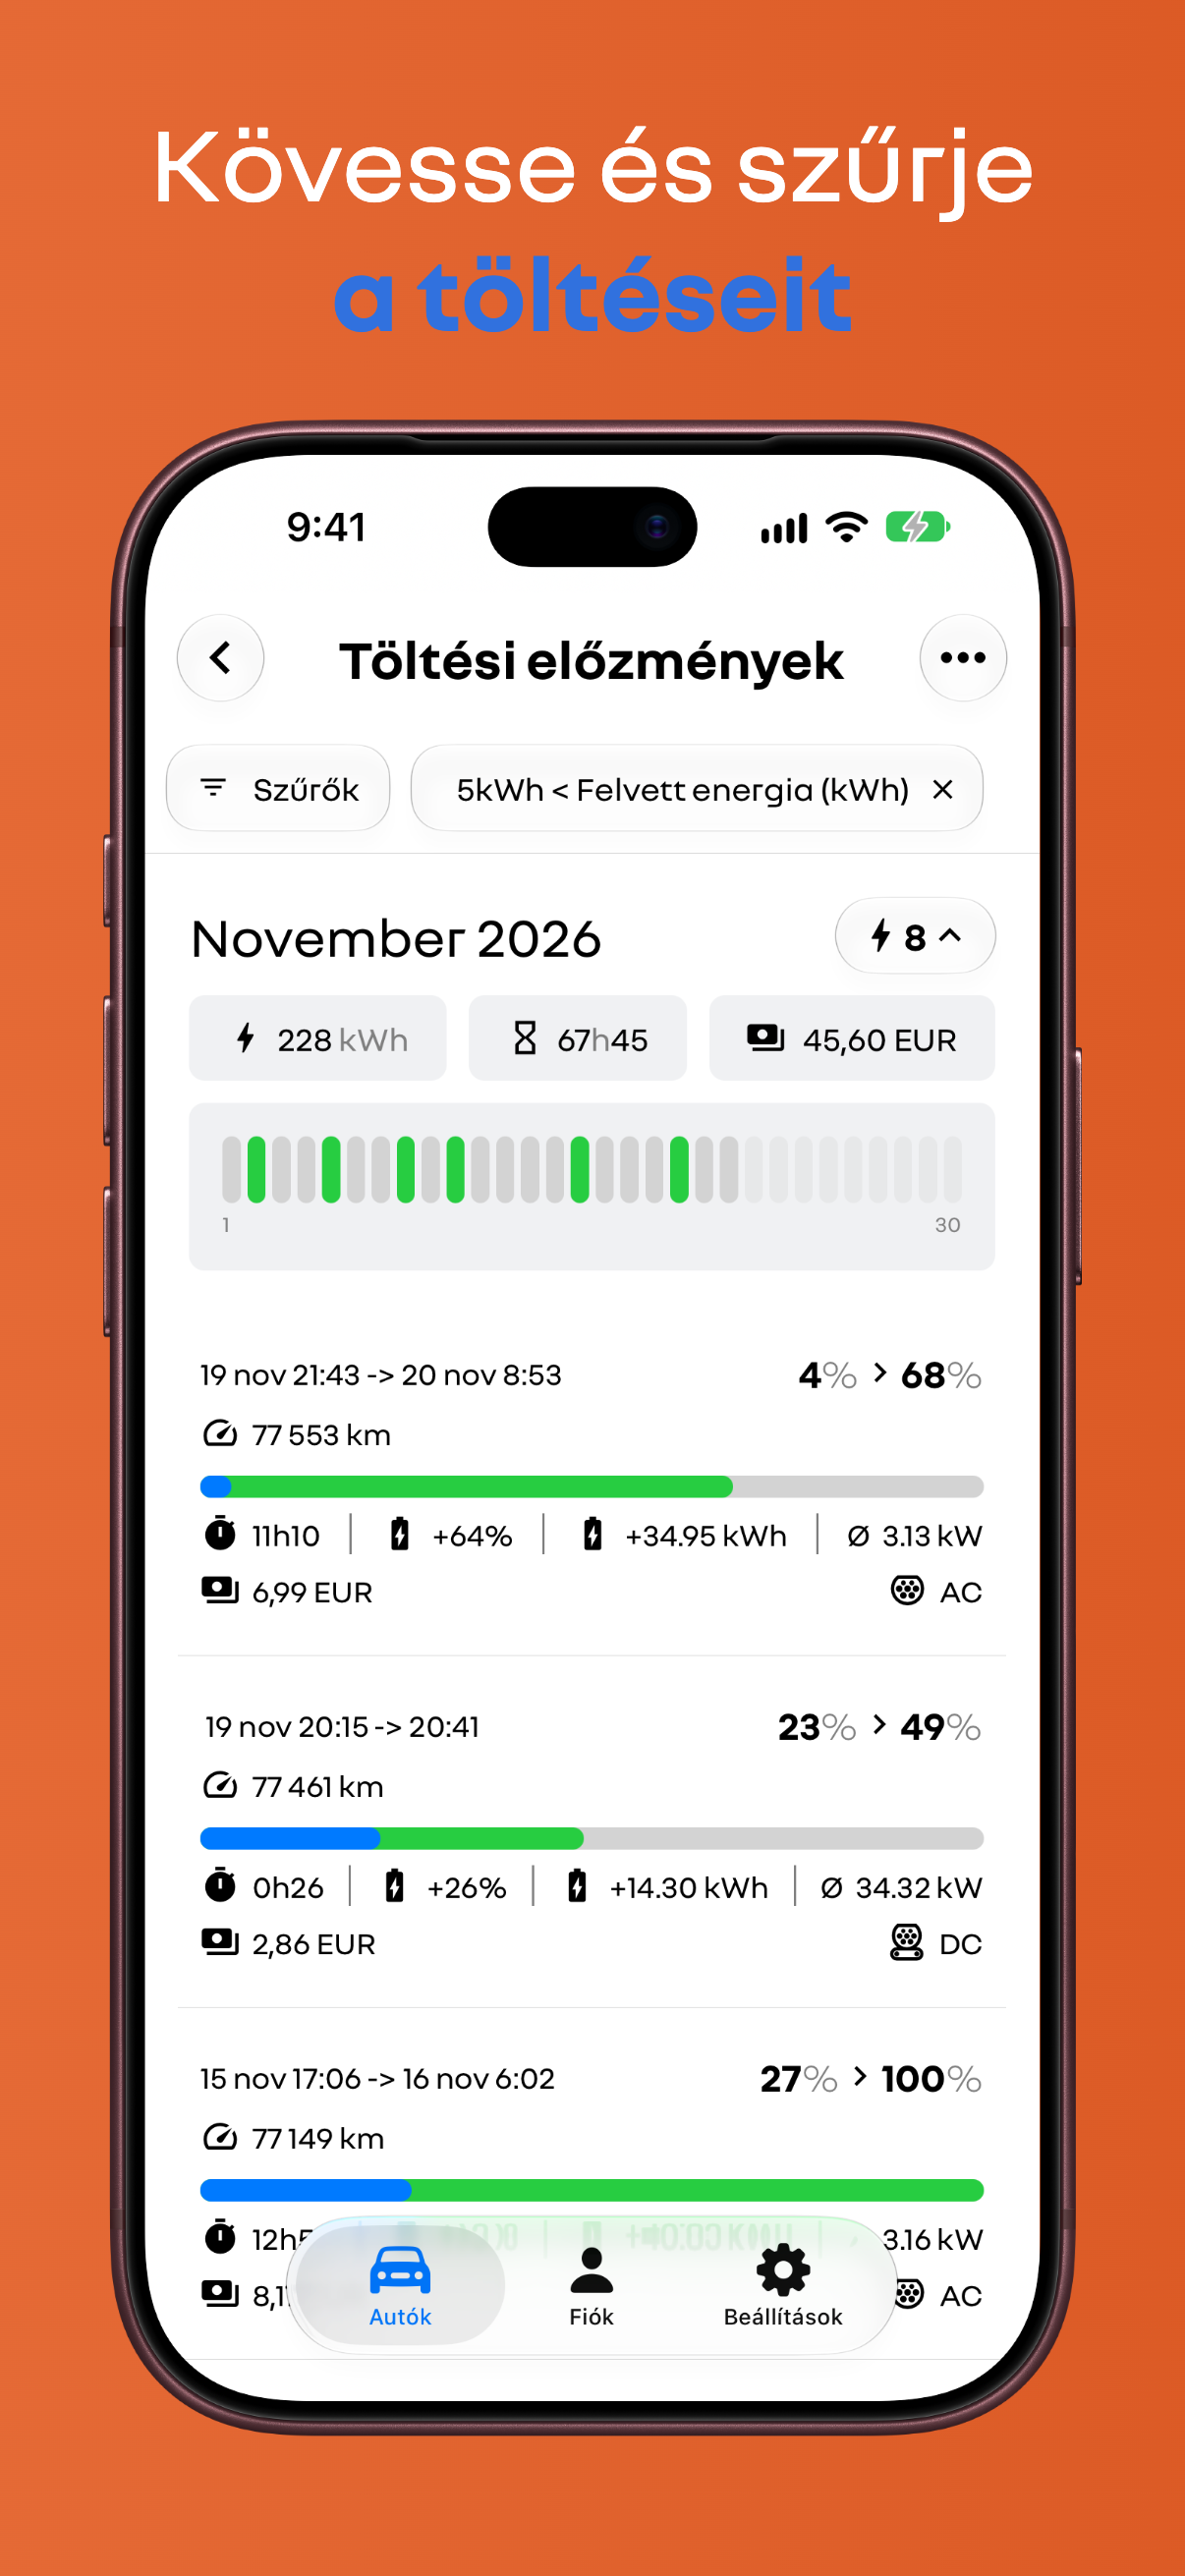 Kövesse és szűrje
a töltéseit
9:41
Töltési előzmények
Szűrők
5kWh < Felvett energia (kWh) ×
November 2026
8
228 kWh
67h45
45,60 EUR
1
30
19 nov 21:43 -> 20 nov 8:53
4% > 68%
77 553 km
11h10
+64%
+34.95 kWh
Ø 3.13 kW
6,99 EUR
AC
19 nov 20:15 -> 20:41
23% > 49%
77 461 km
0h26
+26%
+14.30 kWh
Ø 34.32 kW
2,86 EUR
DC
15 nov 17:06 -> 16 nov 6:02
27% > 100%
77 149 km
3.16 kW
AC
Autók
Fiók
Beállítások